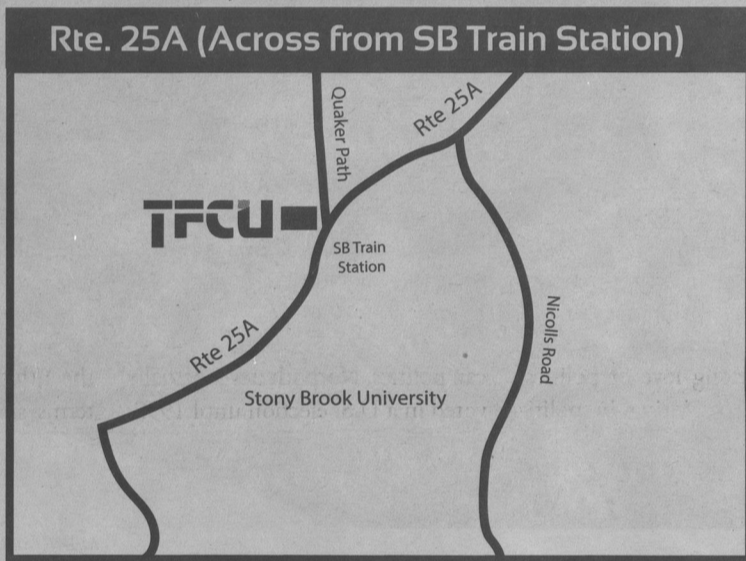 Rte. 25A (Across from SB Train Station)
Quaker Path
Rte 25A
TFCU
SB Train
Station
Nicolls Road
Rte 25A
Stony Brook University